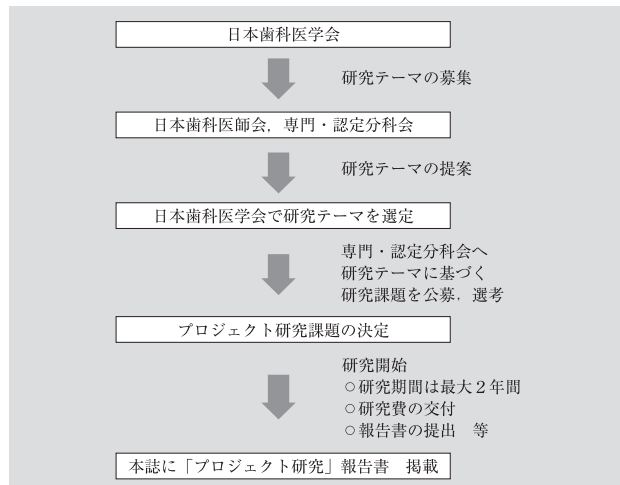 日本歯科医学会
研究テーマの募集
日本歯科医師会，専門・認定分科会
研究テーマの提案
日本歯科医学会で研究テーマを選定
専門・認定分科会へ
研究テーマに基づく
研究課題を公募，選考
プロジェクト研究課題の決定
研究開始
○研究期間は最大２年間
○研究費の交付
○報告書の提出　等
本誌に「プロジェクト研究」報告書　掲載